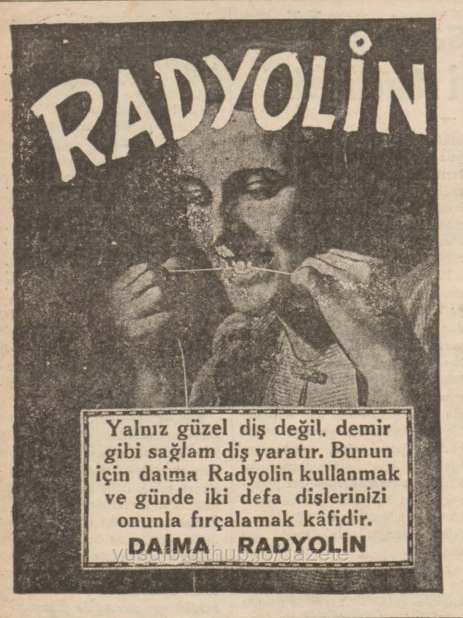 RADYOLİN
Yalnız güzel diş değil, demir
gibi sağlam diş yaratır. Bunun
için daima Radyolin kullanmak
ve günde iki defa dişlerinizi
onunla fırçalamak kâfidir.
DAİMA RADYOLİN
yusufb.github.io/gazete